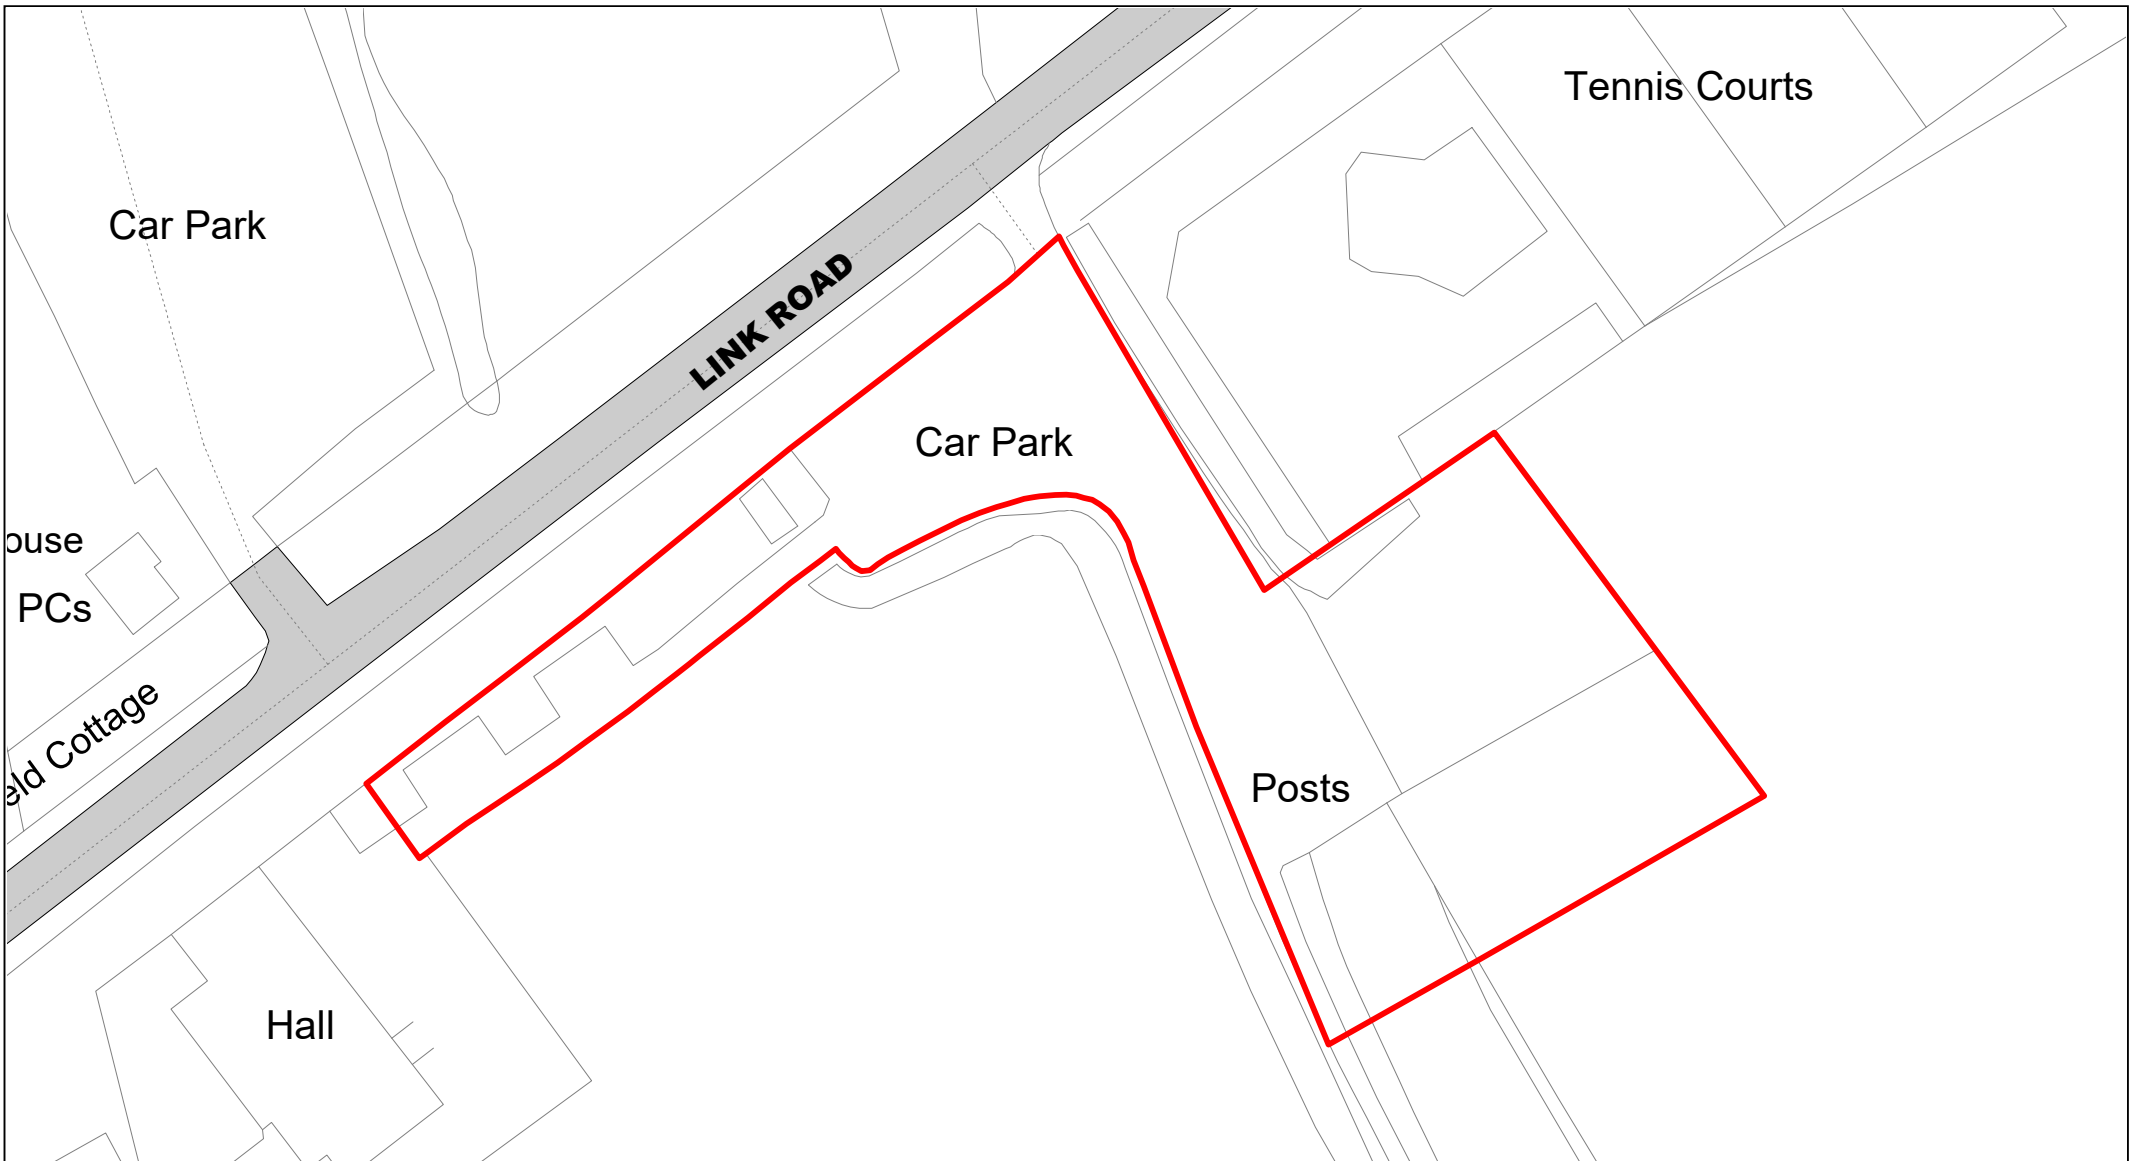 Tennis Courts
Car Park
LINK ROAD
Car Park
ouse
PCs
eld Cottage
Posts
Hall